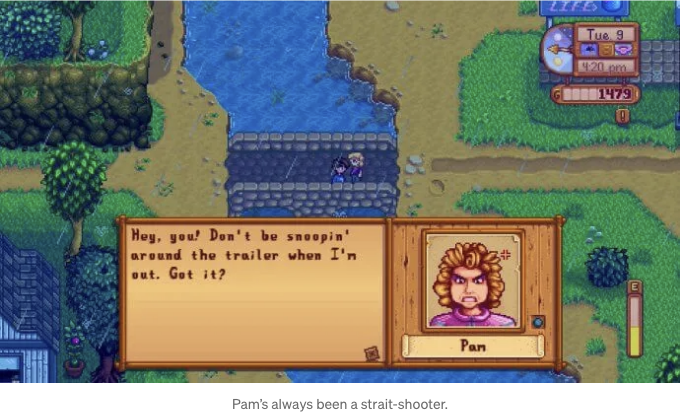 LIFE
Tue. 9
4:20 pm
G 1479
!
Hey, you! Don't be snoopin'
around the trailer when I'm
out. Got it?
Pam
E
Pam's always been a strait-shooter.